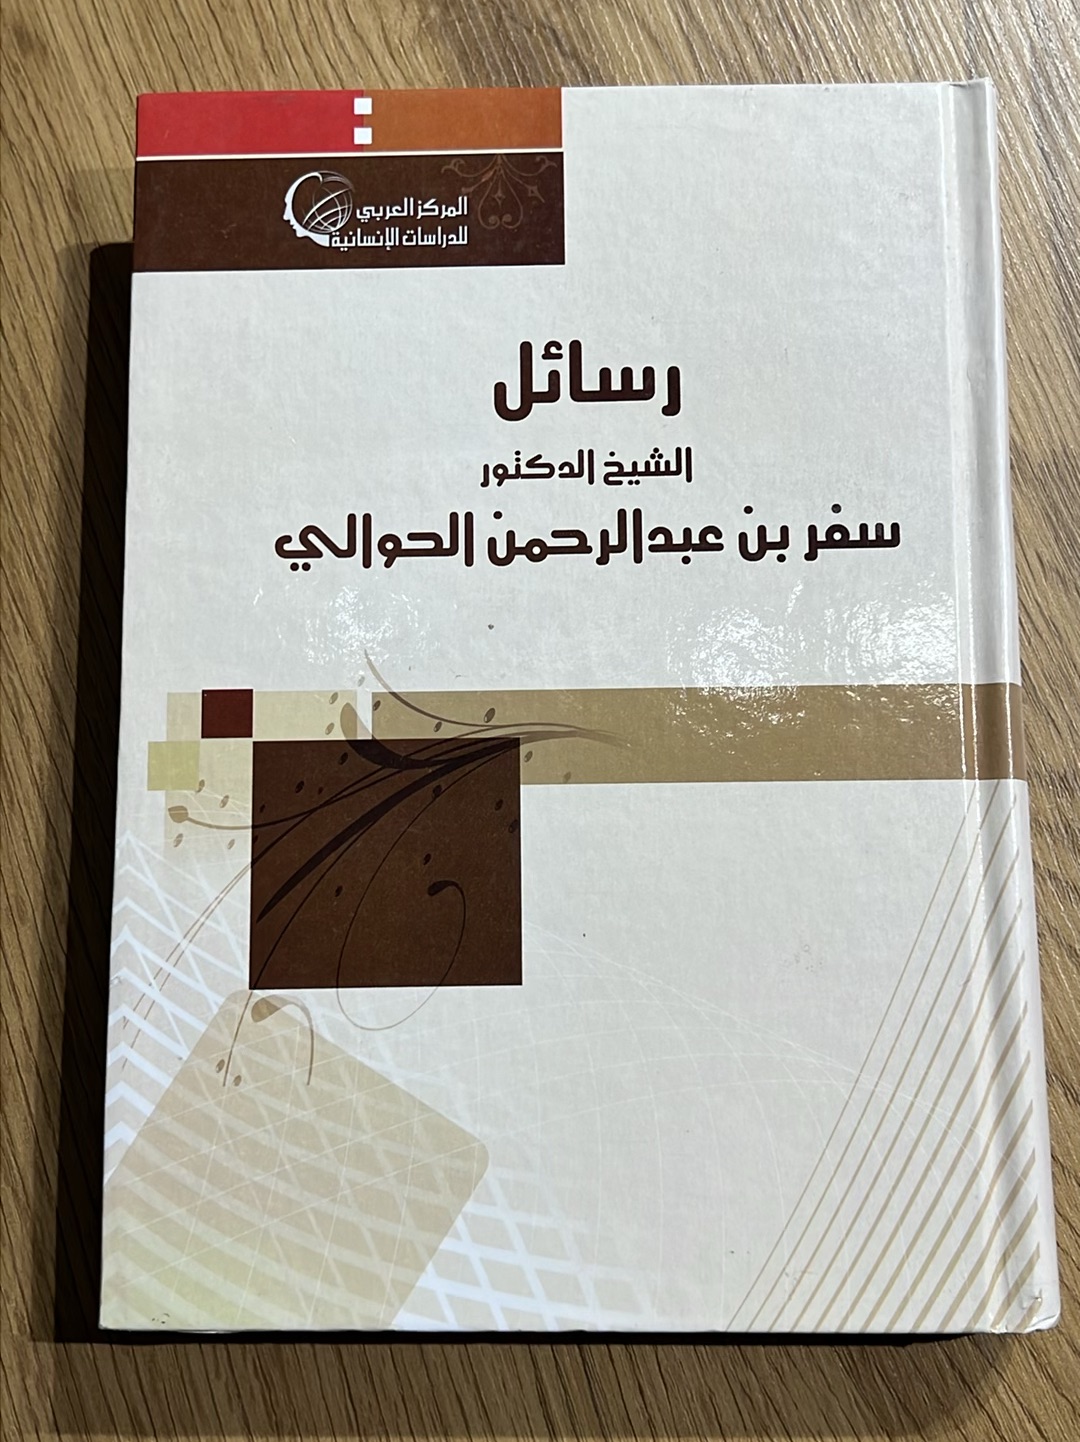 المركز العربي
للدراسات الإنسانية
رسائل
الشيخ الدكتور
سفر بن عبدالرحمن الحوالي